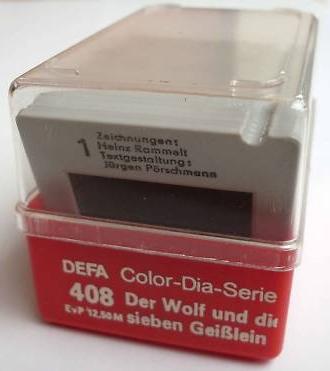 1 Zeichnungen:
Heinz Rammelt
Textgestaltung:
Jürgen Pörschmann
DEFA Color-Dia-Serie
408 Der Wolf und die
EVP 12,50M sieben Geißlein